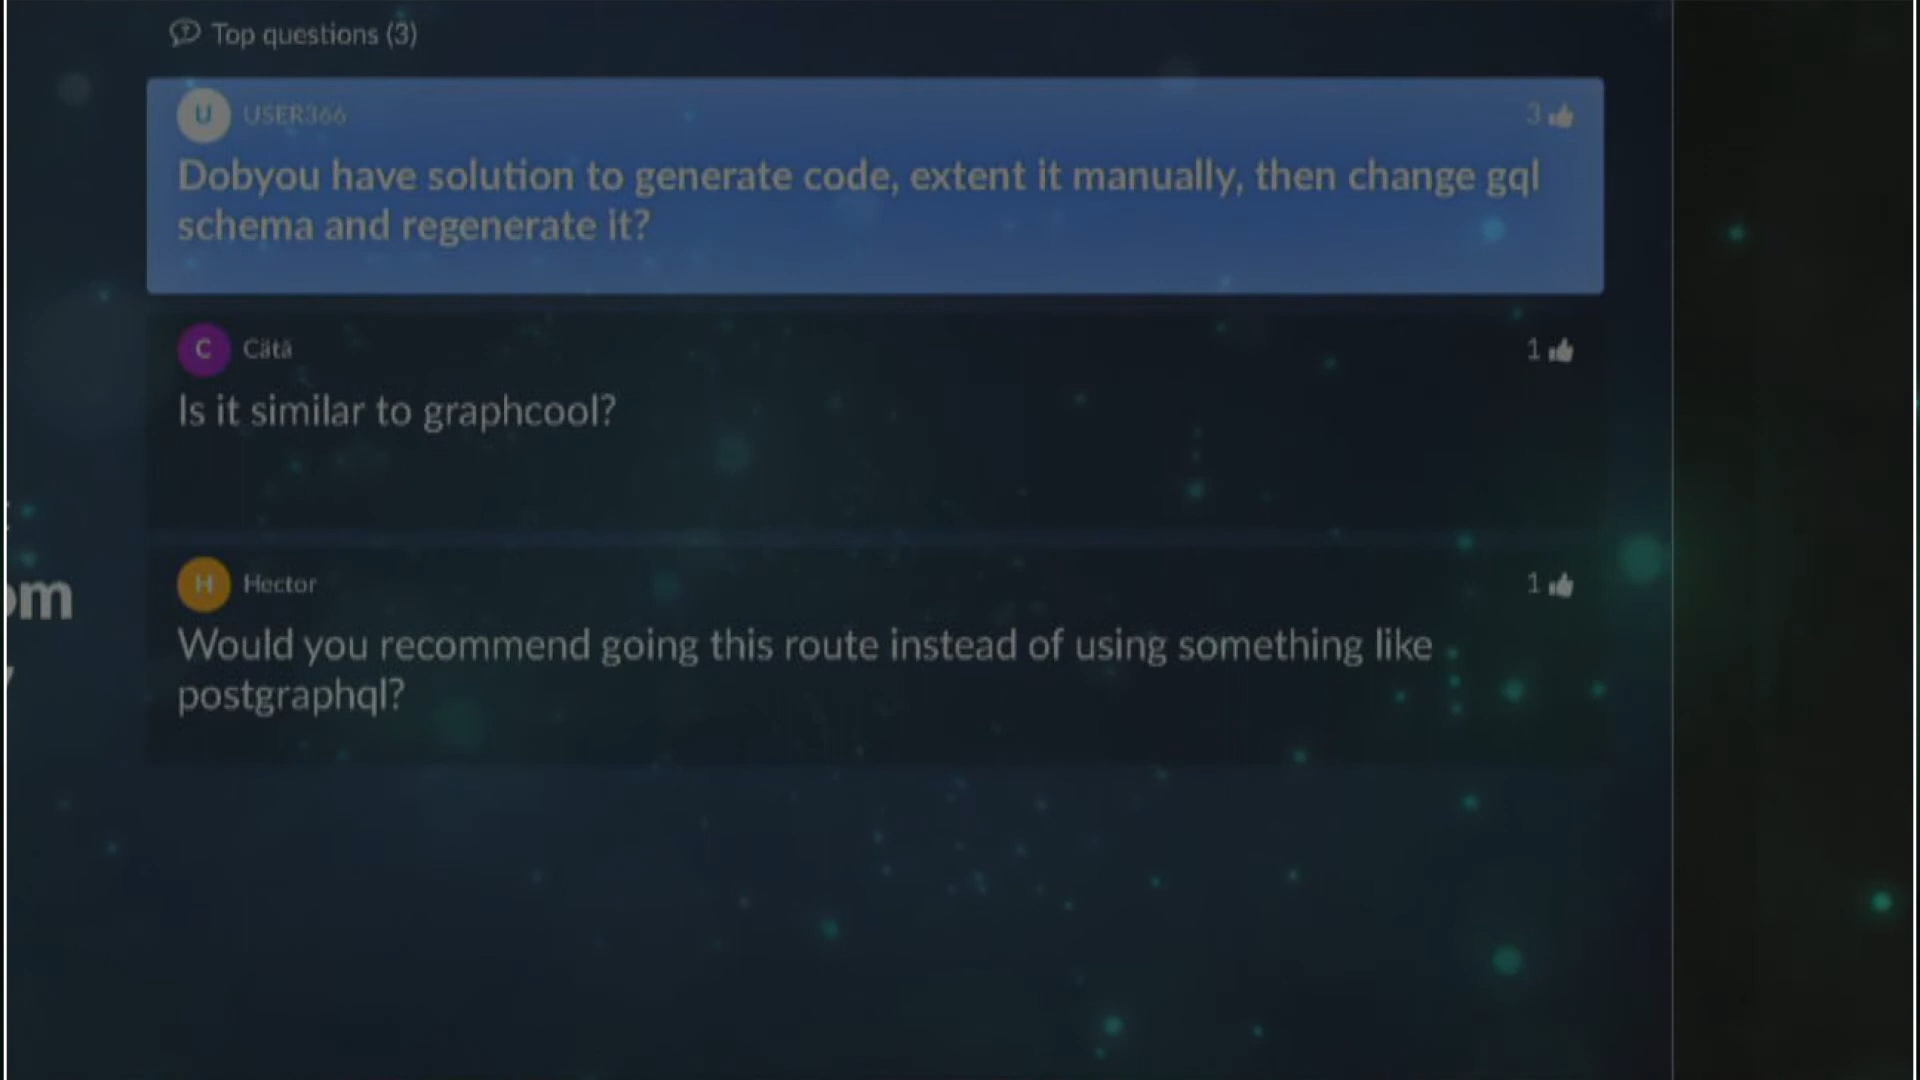 Top questions (3)
U USER366 3
Dobyou have solution to generate code, extent it manually, then change gql
schema and regenerate it?
C Cătă 1
Is it similar to graphcool?
om
H Hector 1
Would you recommend going this route instead of using something like
postgraphql?